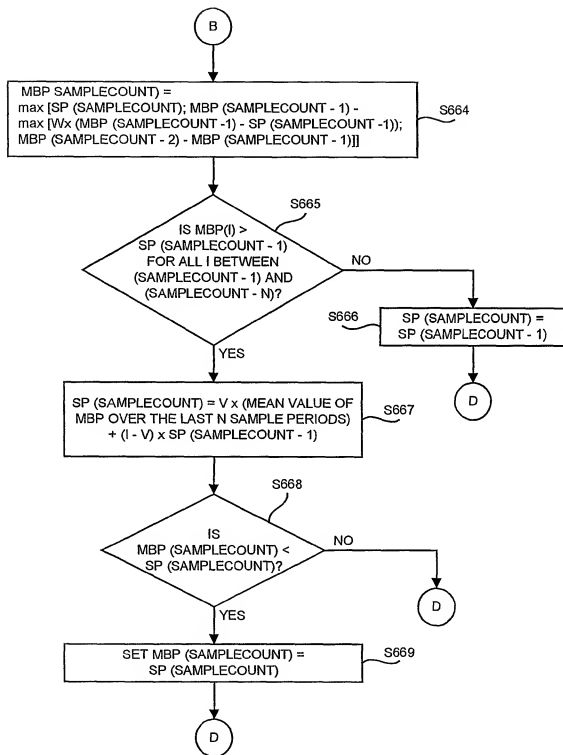 B
MBP SAMPLECOUNT) =
max [SP (SAMPLECOUNT); MBP (SAMPLECOUNT - 1) -
max [Wx (MBP (SAMPLECOUNT -1) - SP (SAMPLECOUNT -1));
MBP (SAMPLECOUNT - 2) - MBP (SAMPLECOUNT - 1)]]
S664
S665
IS MBP(I) >
SP (SAMPLECOUNT - 1)
FOR ALL I BETWEEN
(SAMPLECOUNT - 1) AND
(SAMPLECOUNT - N)?
NO
S666
SP (SAMPLECOUNT) =
SP (SAMPLECOUNT - 1)
D
YES
SP (SAMPLECOUNT) = V x (MEAN VALUE OF
MBP OVER THE LAST N SAMPLE PERIODS)
+ (I - V) x SP (SAMPLECOUNT - 1)
S667
S668
IS
MBP (SAMPLECOUNT) <
SP (SAMPLECOUNT)?
NO
D
YES
SET MBP (SAMPLECOUNT) =
SP (SAMPLECOUNT)
S669
D